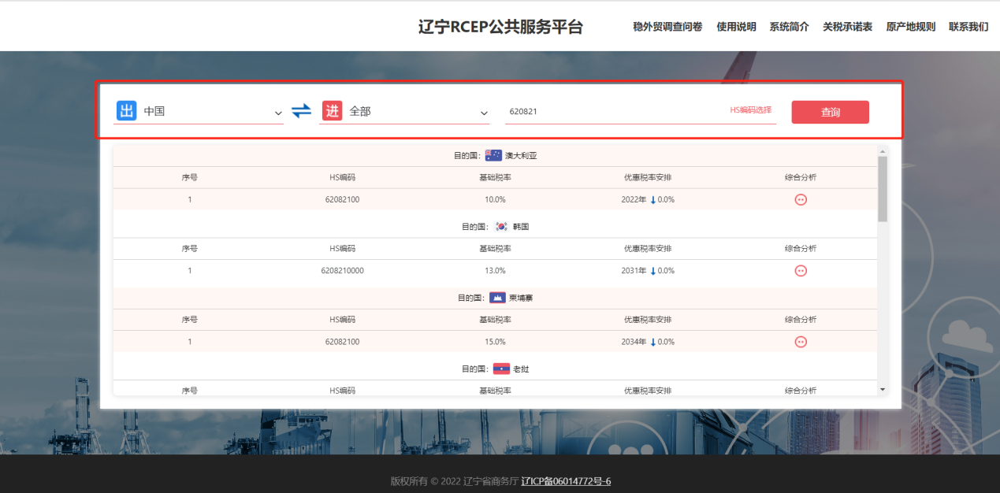 辽宁RCEP公共服务平台 稳外贸调查问卷 使用说明 系统简介 关税承诺表 原产地规则 联系我们
出 中国 进 全部 620821 HS编码选择 查询
目的国: 澳大利亚
序号 HS编码 基础税率 优惠税率安排 综合分析
1 62082100 10.0% 2022年 ↓0.0%
目的国: 韩国
序号 HS编码 基础税率 优惠税率安排 综合分析
1 6208210000 13.0% 2031年 ↓0.0%
目的国: 柬埔寨
序号 HS编码 基础税率 优惠税率安排 综合分析
1 62082100 15.0% 2034年 ↓0.0%
目的国: 老挝
序号 HS编码 基础税率 优惠税率安排 综合分析
版权所有 © 2022 辽宁省商务厅 辽ICP备06014772号-6